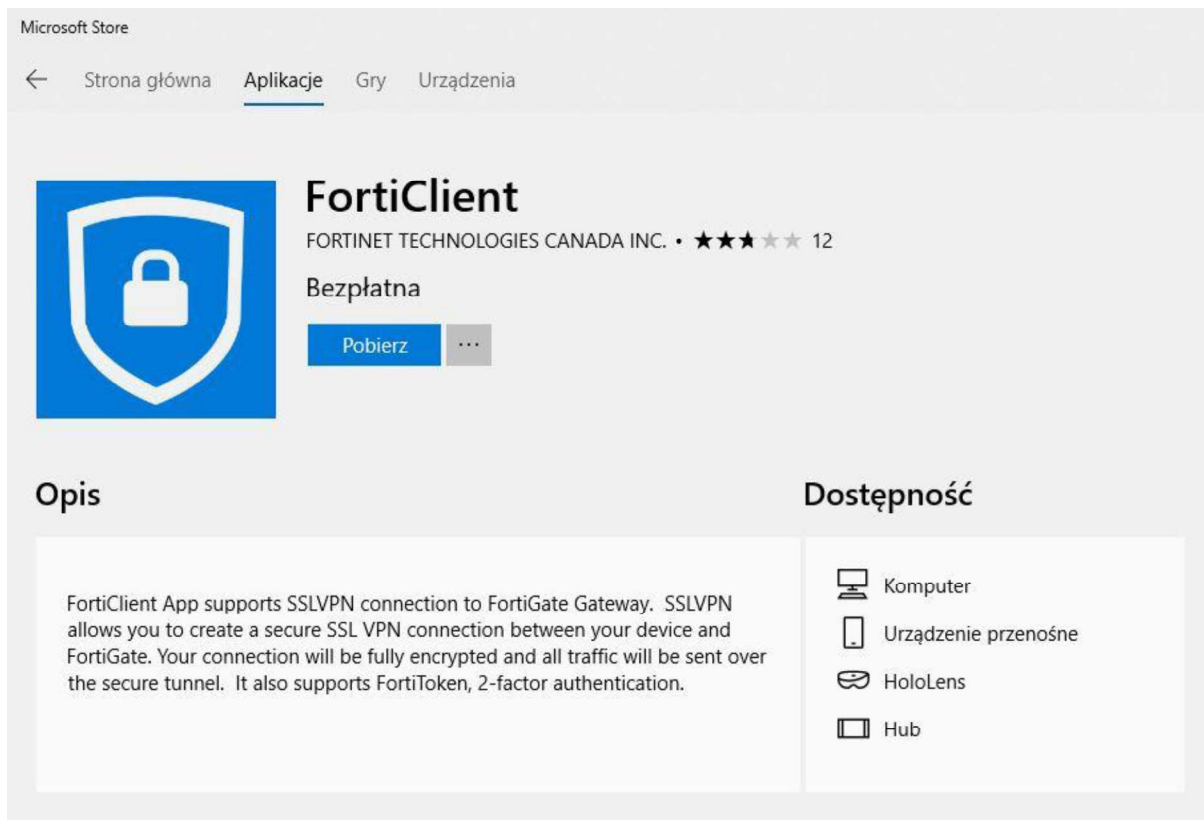 Microsoft Store
Strona główna Aplikacje Gry Urządzenia
FortiClient
FORTINET TECHNOLOGIES CANADA INC. • ★★★★★ 12
Bezpłatna
Pobierz ...
Opis
FortiClient App supports SSLVPN connection to FortiGate Gateway.  SSLVPN
allows you to create a secure SSL VPN connection between your device and
FortiGate. Your connection will be fully encrypted and all traffic will be sent over
the secure tunnel.  It also supports FortiToken, 2-factor authentication.
Dostępność
Komputer
Urządzenie przenośne
HoloLens
Hub